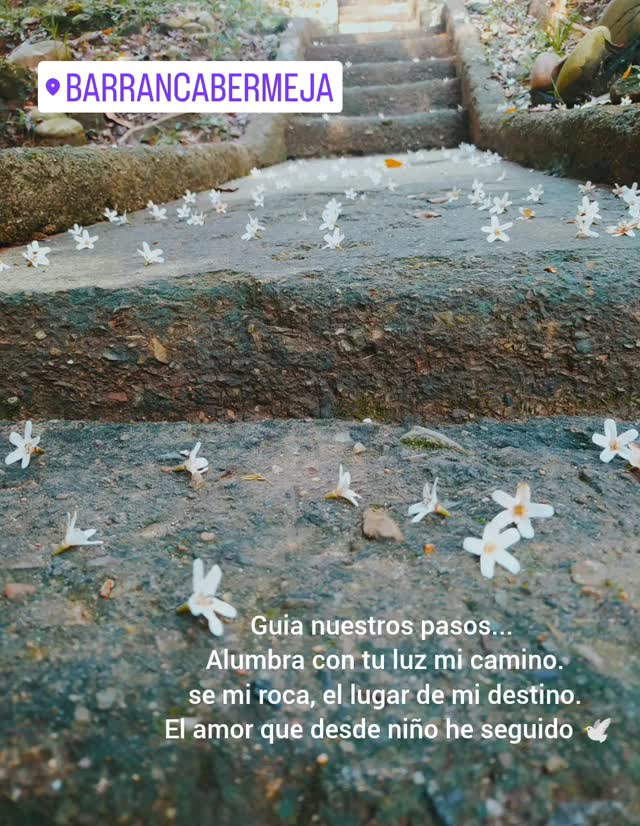 BARRANCABERMEJA
Guia nuestros pasos...
Alumbra con tu luz mi camino.
se mi roca, el lugar de mi destino.
El amor que desde niño he seguido 🕊